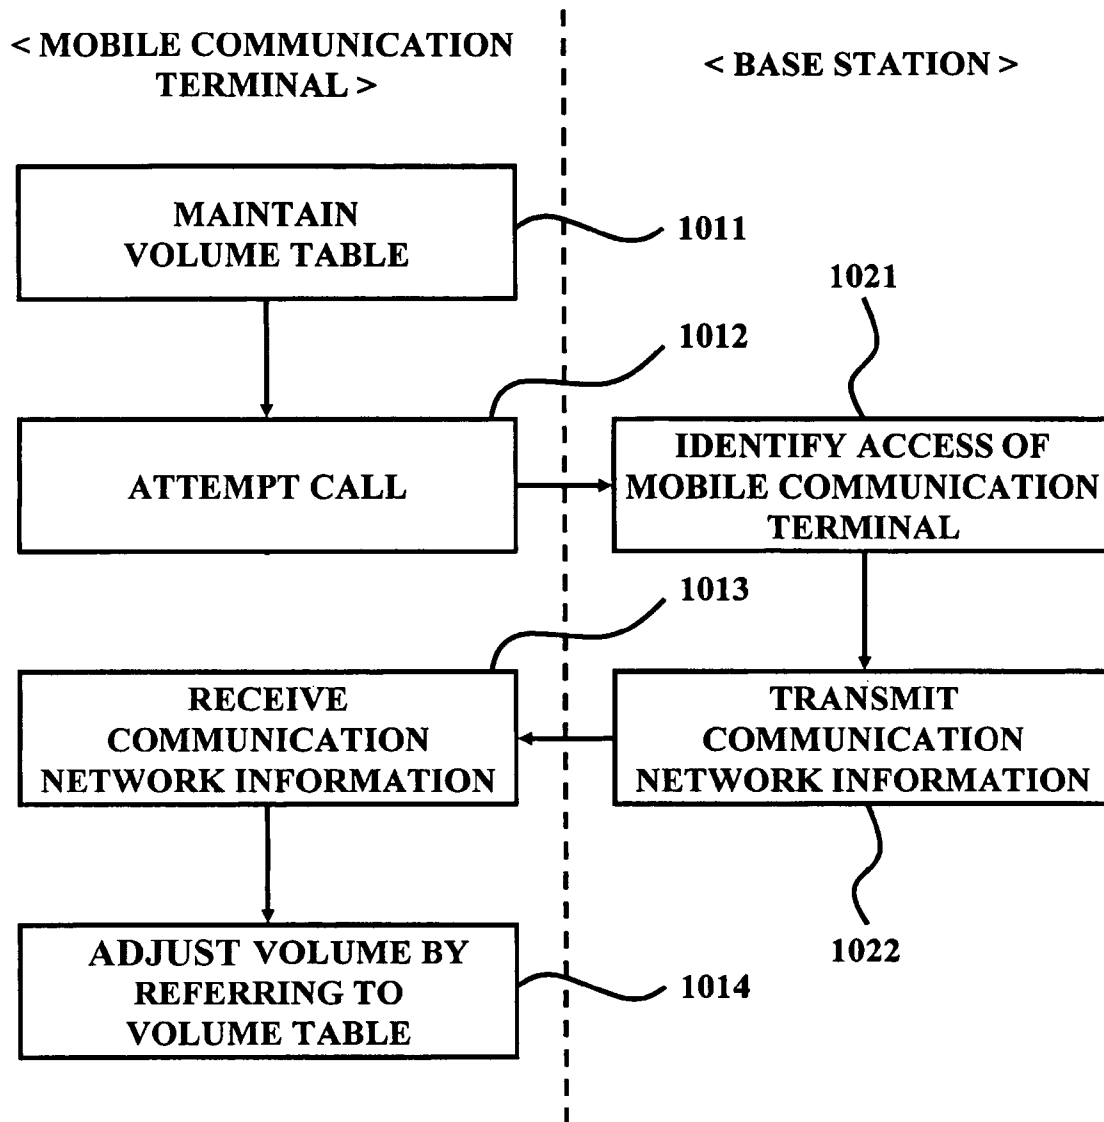 < MOBILE COMMUNICATION
TERMINAL >
< BASE STATION >
MAINTAIN
VOLUME TABLE
1011
1021
1012
ATTEMPT CALL
IDENTIFY ACCESS OF
MOBILE COMMUNICATION
TERMINAL
1013
RECEIVE
COMMUNICATION
NETWORK INFORMATION
TRANSMIT
COMMUNICATION
NETWORK INFORMATION
1022
ADJUST VOLUME BY
REFERRING TO
VOLUME TABLE
1014